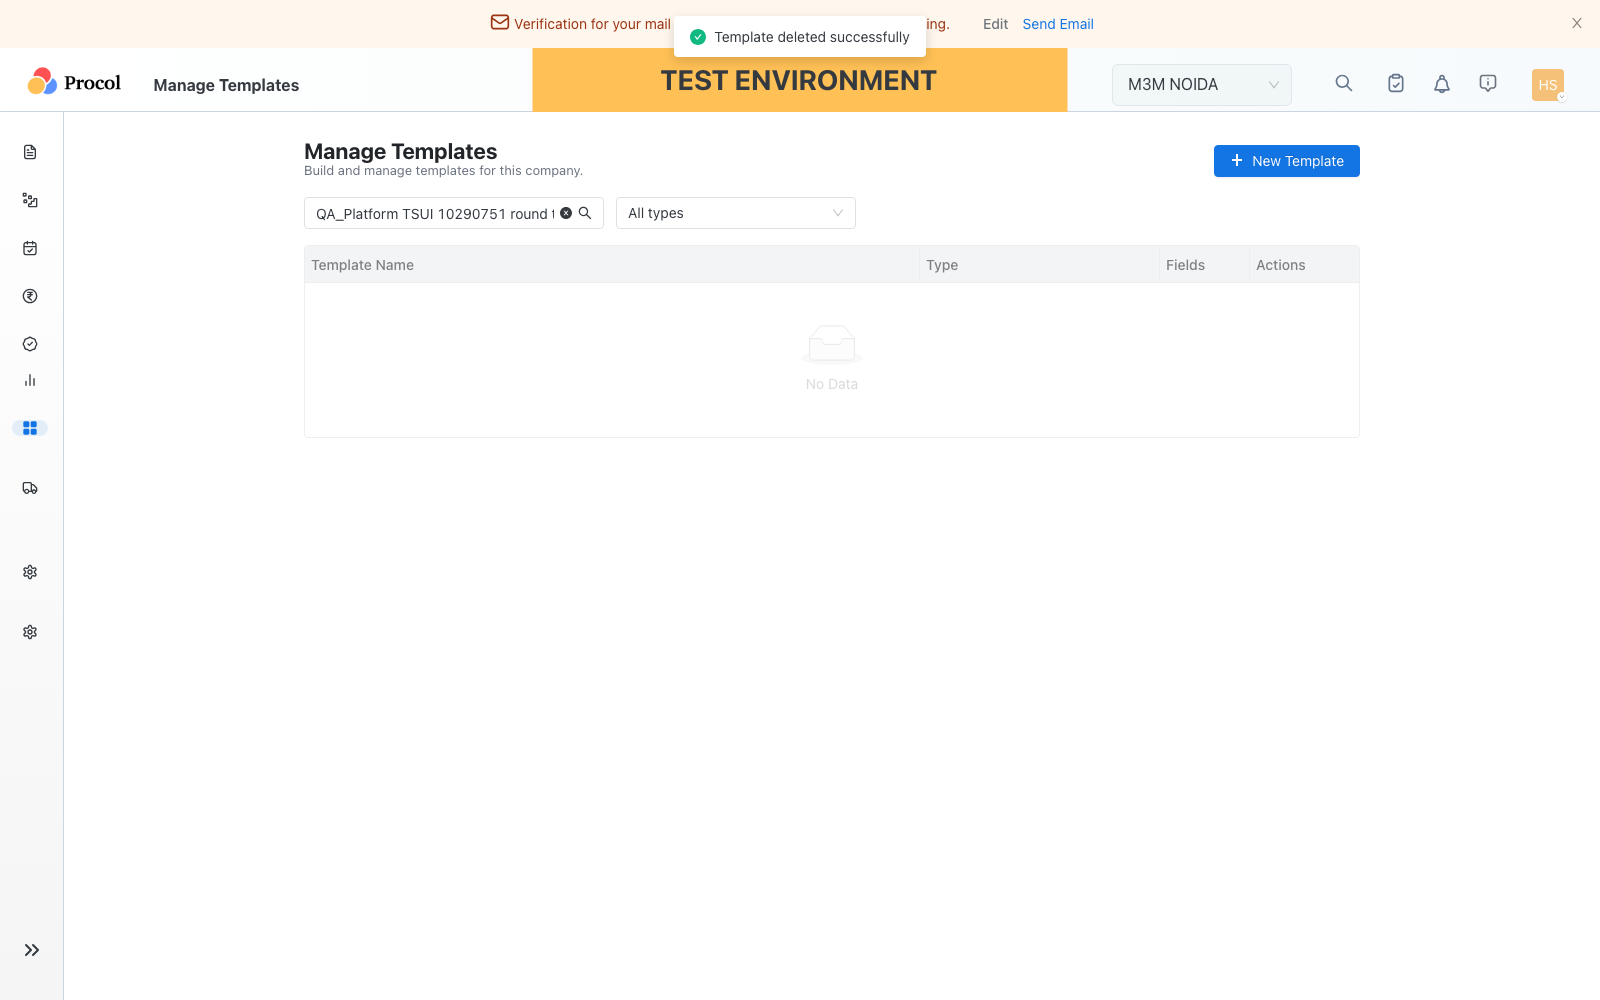 Verification for your mail
ing.
Edit
Send Email
Template deleted successfully
Procol
Manage Templates
TEST ENVIRONMENT
M3M NOIDA
HS
Manage Templates
Build and manage templates for this company.
New Template
QA_Platform TSUI 10290751 round
All types
Template Name
Type
Fields
Actions
No Data